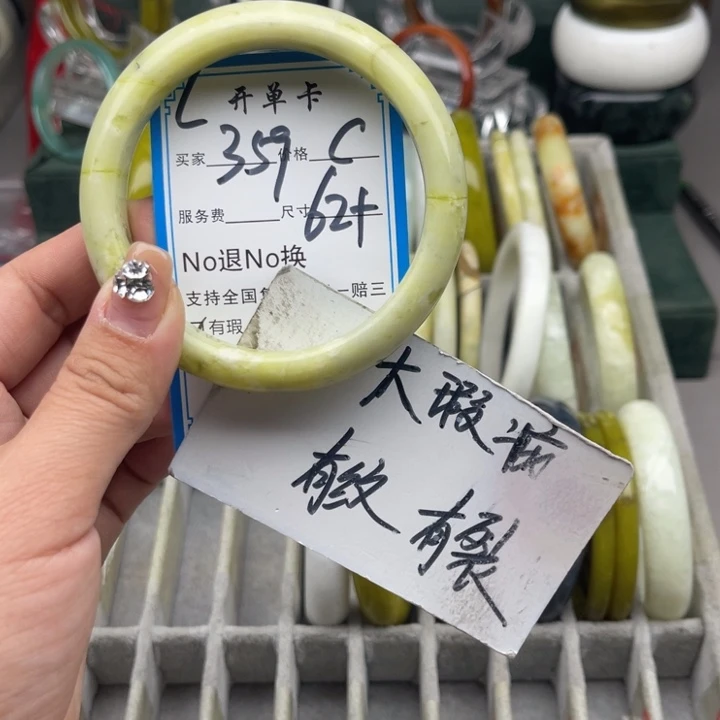 L
开单卡
买家 359 价格 C
服务费 尺寸 62+
No退No换
支持全国 一赔三
有瑕
大瑕疵
有纹 有裂